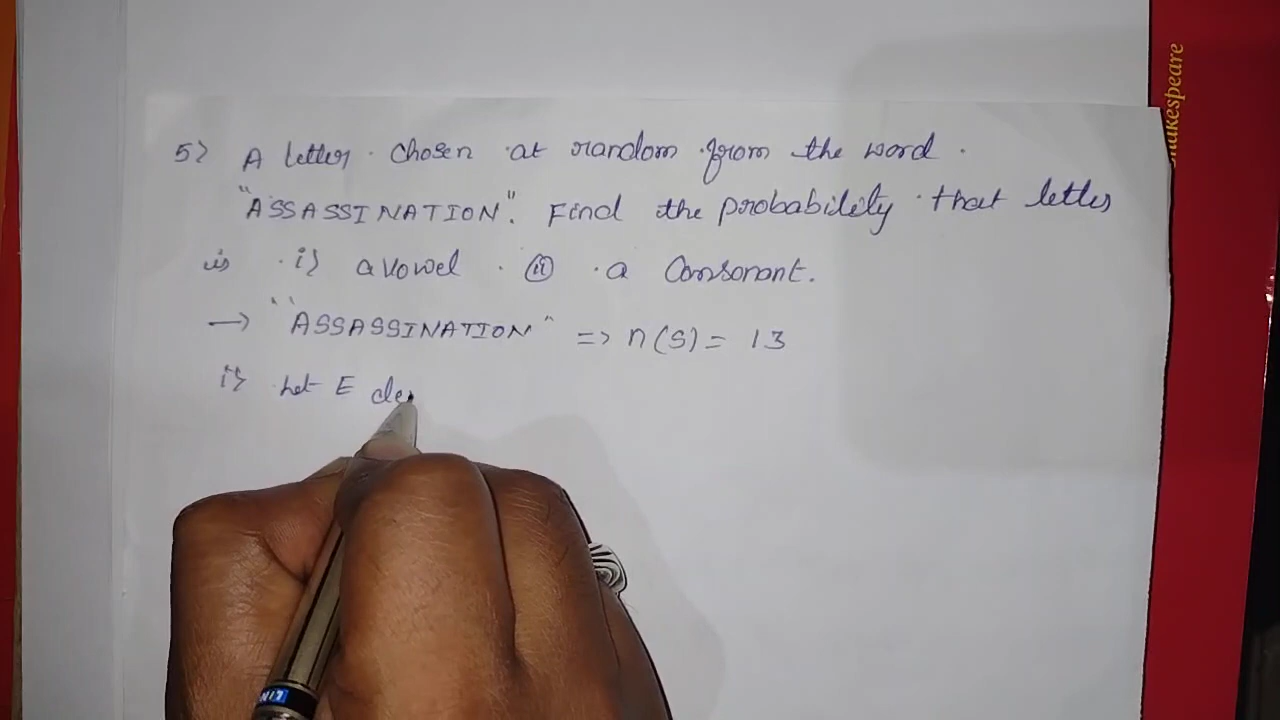 5) A letter chosen at random from the word
"ASSASSINATION". Find the probability that letter
is i) a vowel (ii) a Consonant.
→ "ASSASSINATION" => n(S) = 13
i) Let E de
akespeare